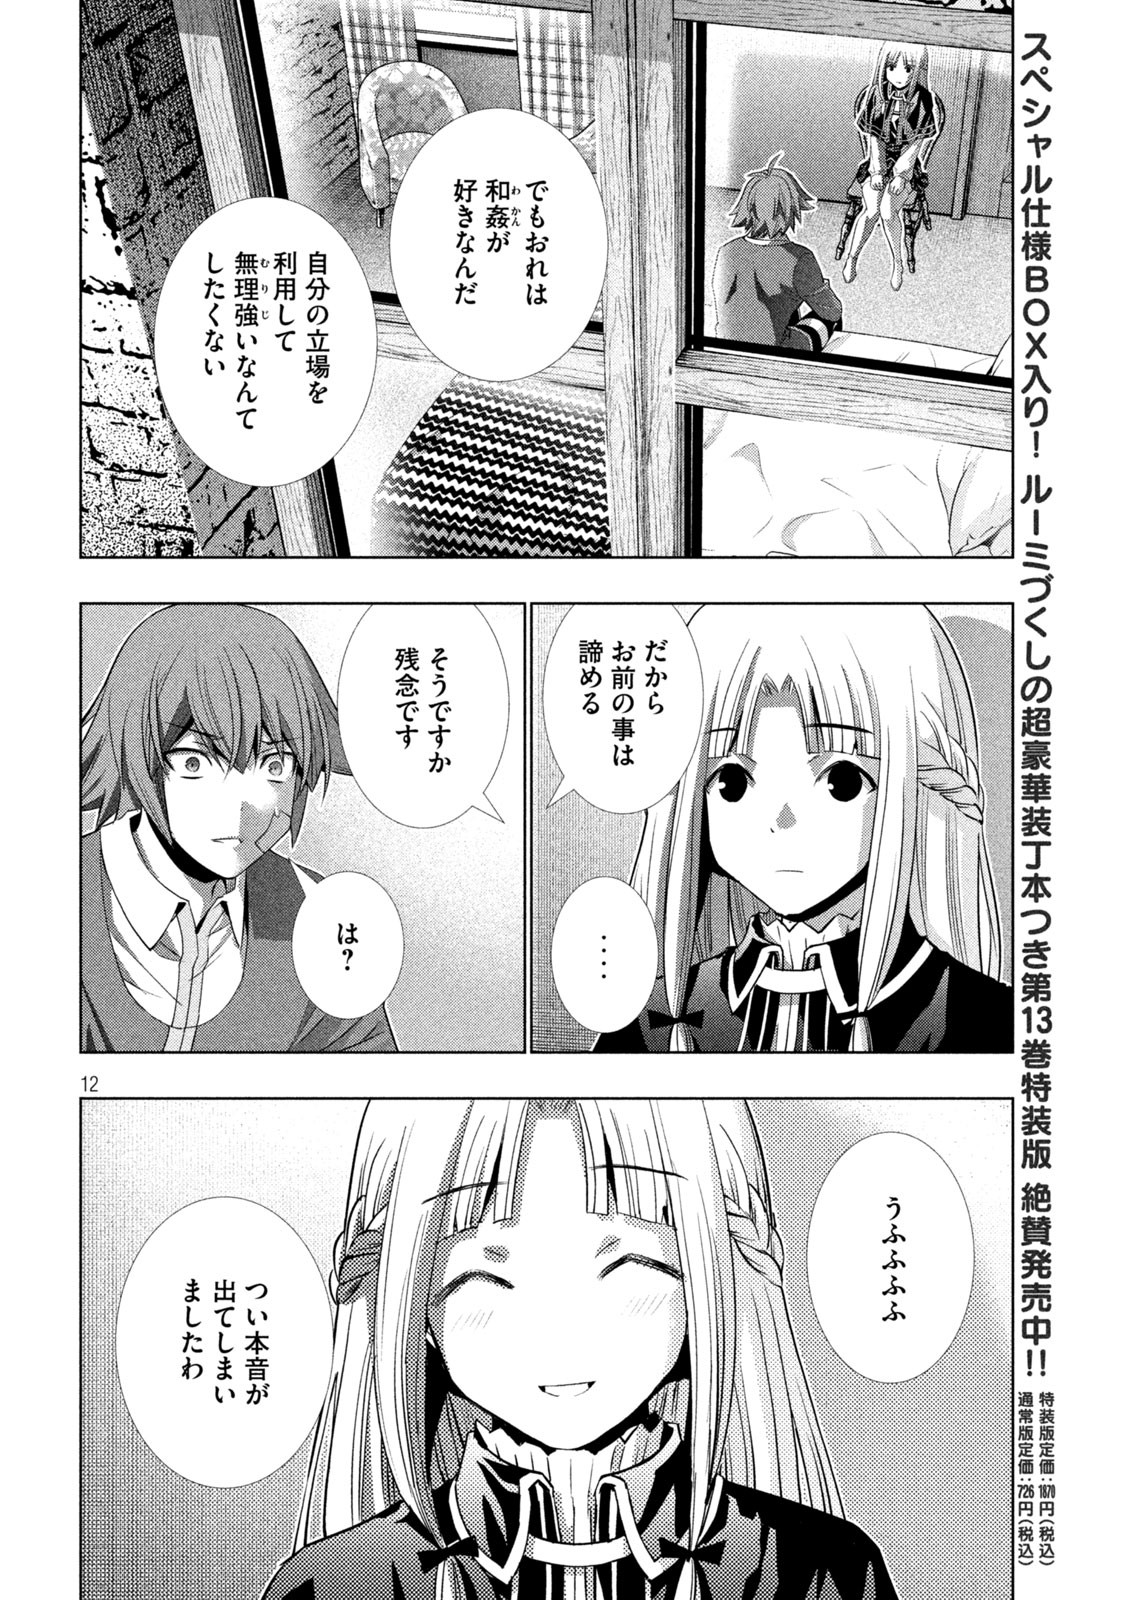 でもおれは
和姦が
好きなんだ
わかん
自分の立場を
利用して
無理強いなんて
したくない
むりじ
だから
お前の事は
諦める
‥‥
そうですか
残念です
は?
うふふふふ
つい本音が
出てしまい
ましたわ
12
スペシャル仕様BOX入り! ルーミづくしの超豪華装丁本つき第13巻特装版 絶賛発売中!!
特装版定価:1870円(税込)
通常版定価:726円(税込)